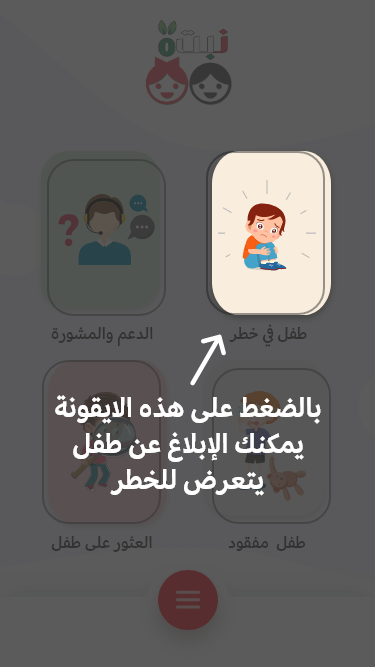 نبتة
طفل في خطر
الدعم والمشورة
?
بالضغط على هذه الايقونة
يمكنك الإبلاغ عن طفل
يتعرض للخطر
طفل مفقود
العثور على طفل